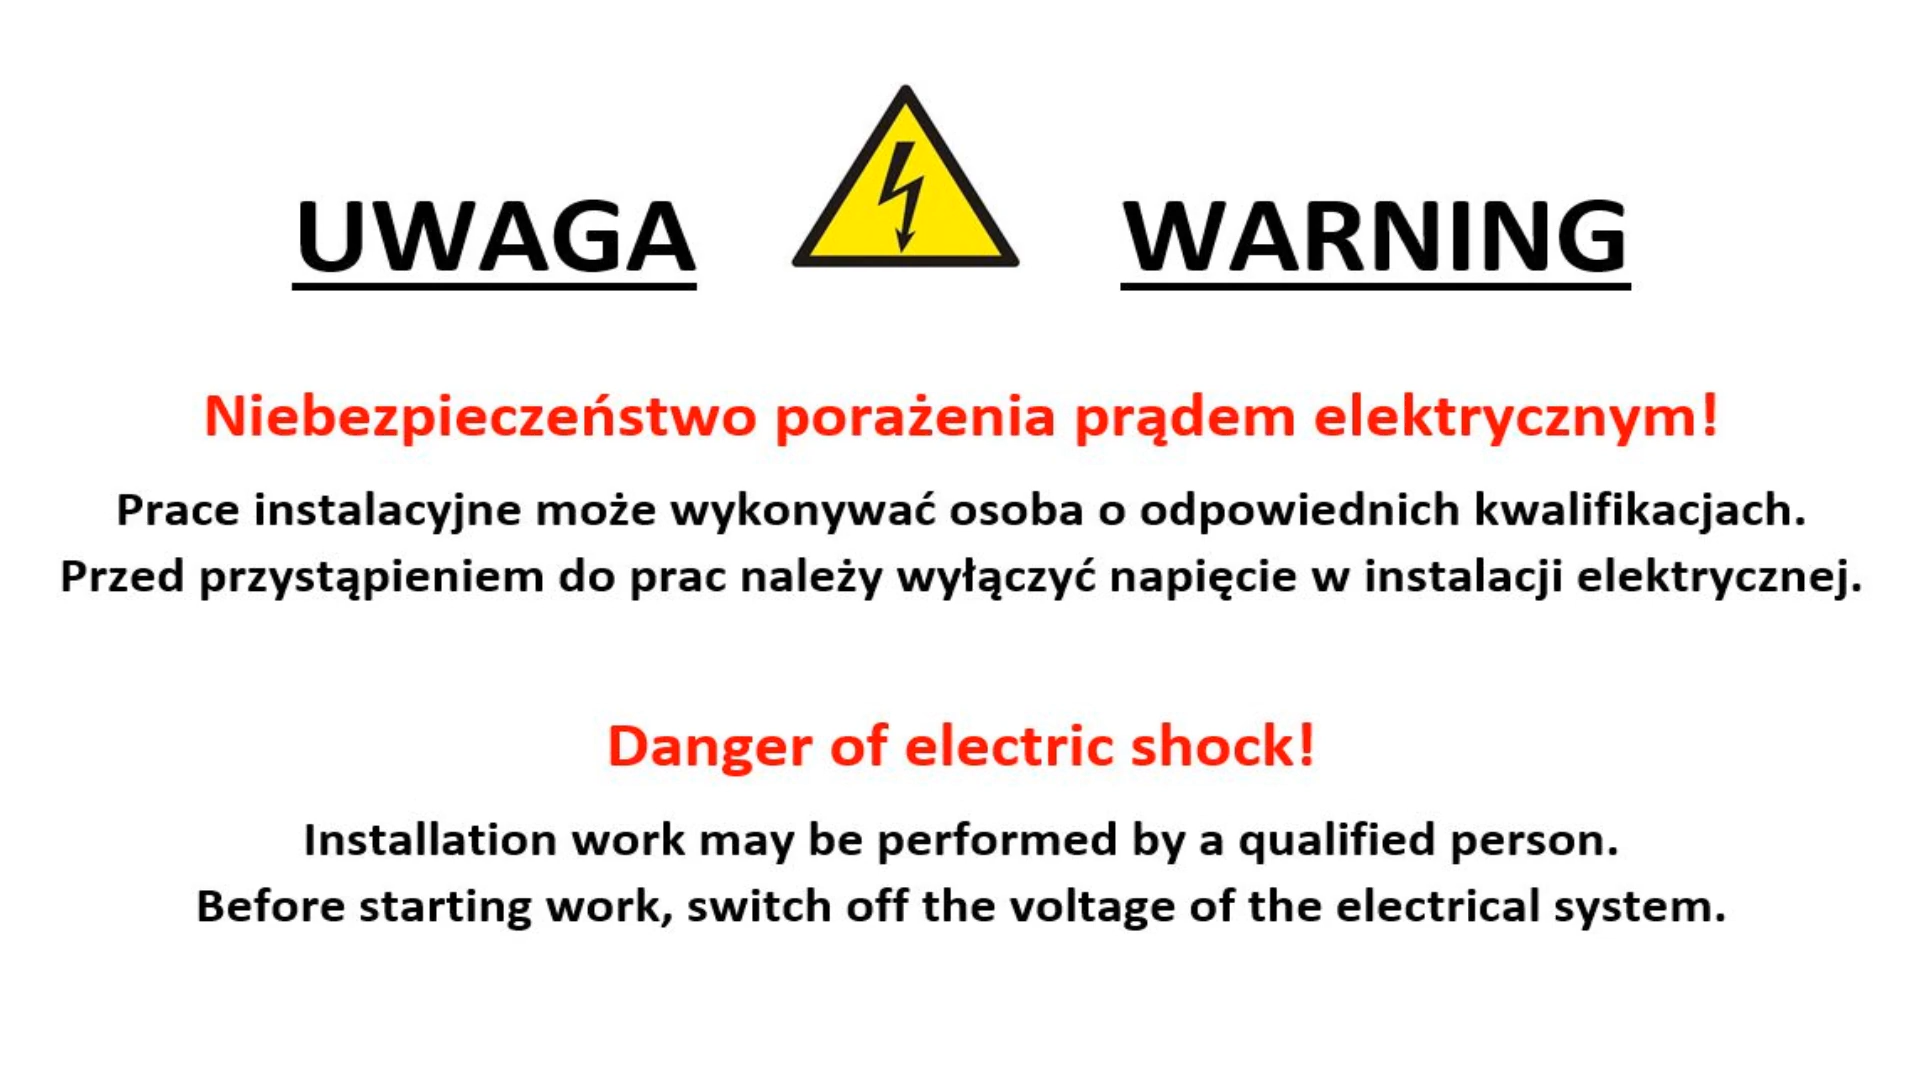 UWAGA WARNING
Niebezpieczeństwo porażenia prądem elektrycznym!
Prace instalacyjne może wykonywać osoba o odpowiednich kwalifikacjach.
Przed przystąpieniem do prac należy wyłączyć napięcie w instalacji elektrycznej.
Danger of electric shock!
Installation work may be performed by a qualified person.
Before starting work, switch off the voltage of the electrical system.